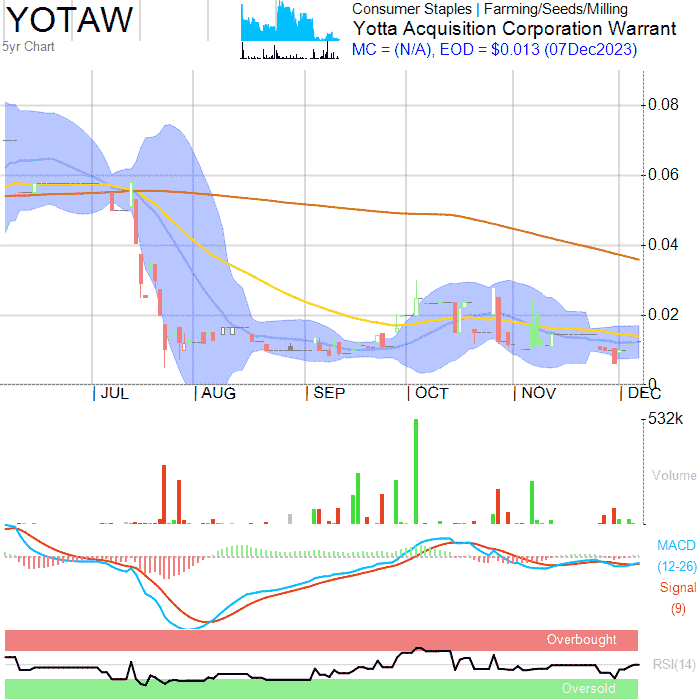 YOTAW
5yr Chart
Consumer Staples | Farming/Seeds/Milling
Yotta Acquisition Corporation Warrant
MC = (N/A), EOD = $0.013 (07Dec2023)
0.08
0.06
0.04
0.02
0
JUL AUG SEP OCT NOV DEC
532k
Volume
MACD
(12-26)
Signal
(9)
Overbought
RSI(14)
Oversold